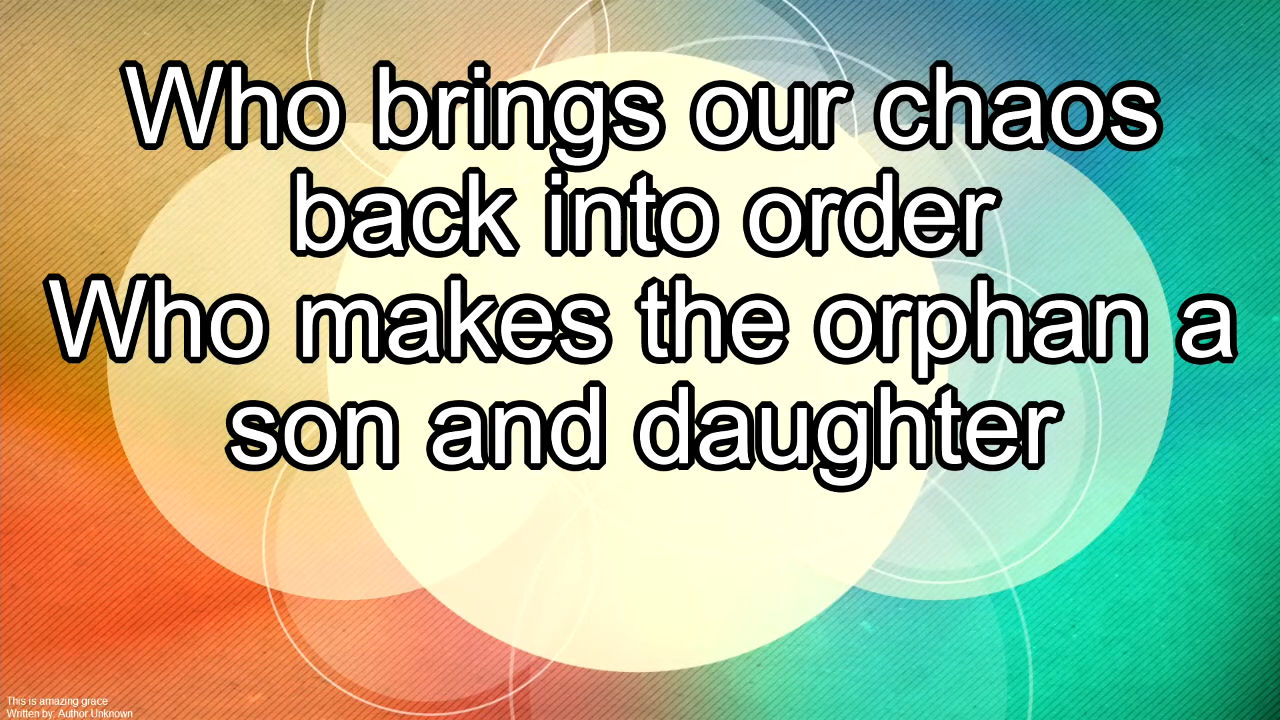 Who brings our chaos
back into order
Who makes the orphan a
son and daughter
This is amazing grace
Written by: Author Unknown